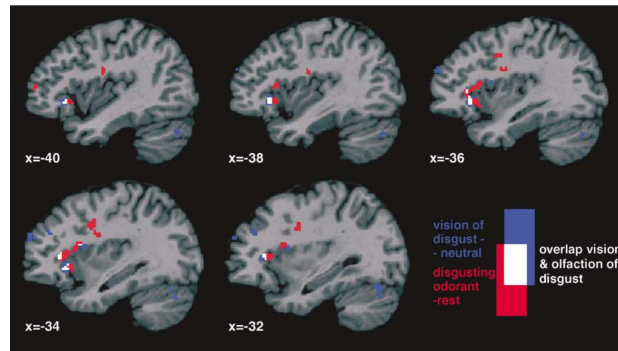 x=-40
x=-38
x=-36
x=-34
x=-32
vision of
disgust -
- neutral
disgusting
odorant
-rest
overlap vision
& olfaction of
disgust